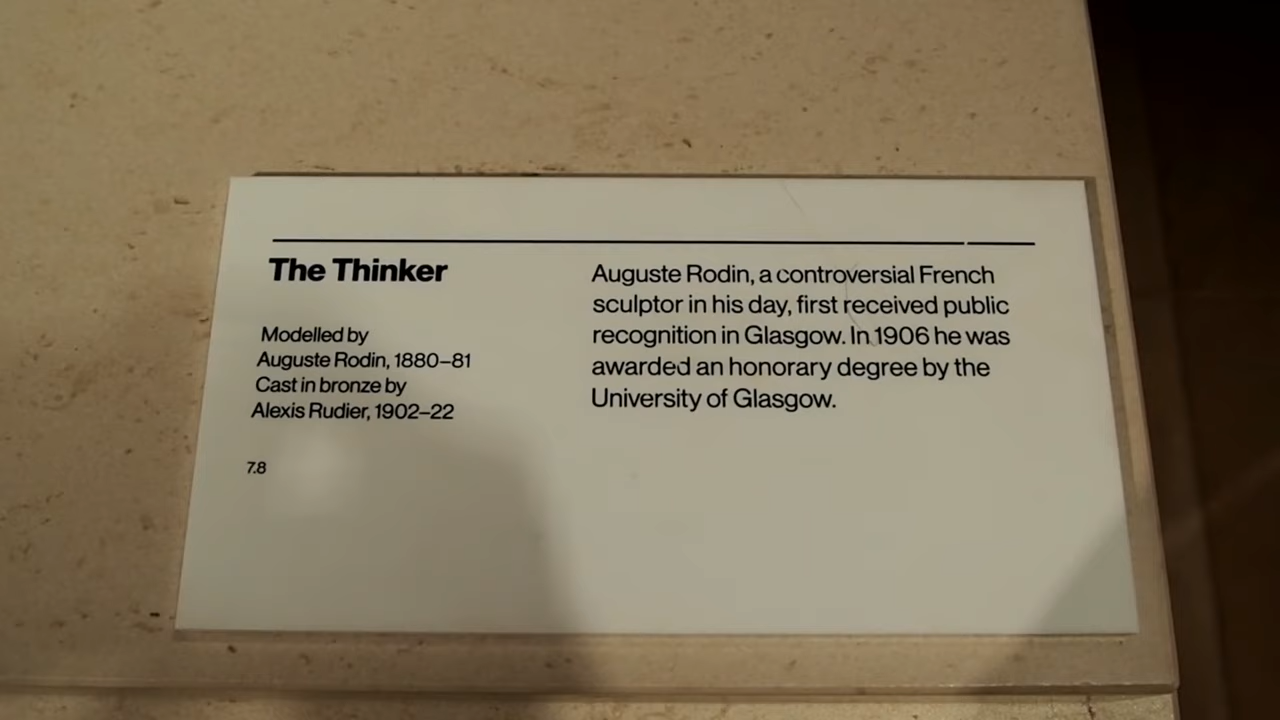 The Thinker
Modelled by
Auguste Rodin, 1880–81
Cast in bronze by
Alexis Rudier, 1902–22
7.8
Auguste Rodin, a controversial French
sculptor in his day, first received public
recognition in Glasgow. In 1906 he was
awarded an honorary degree by the
University of Glasgow.